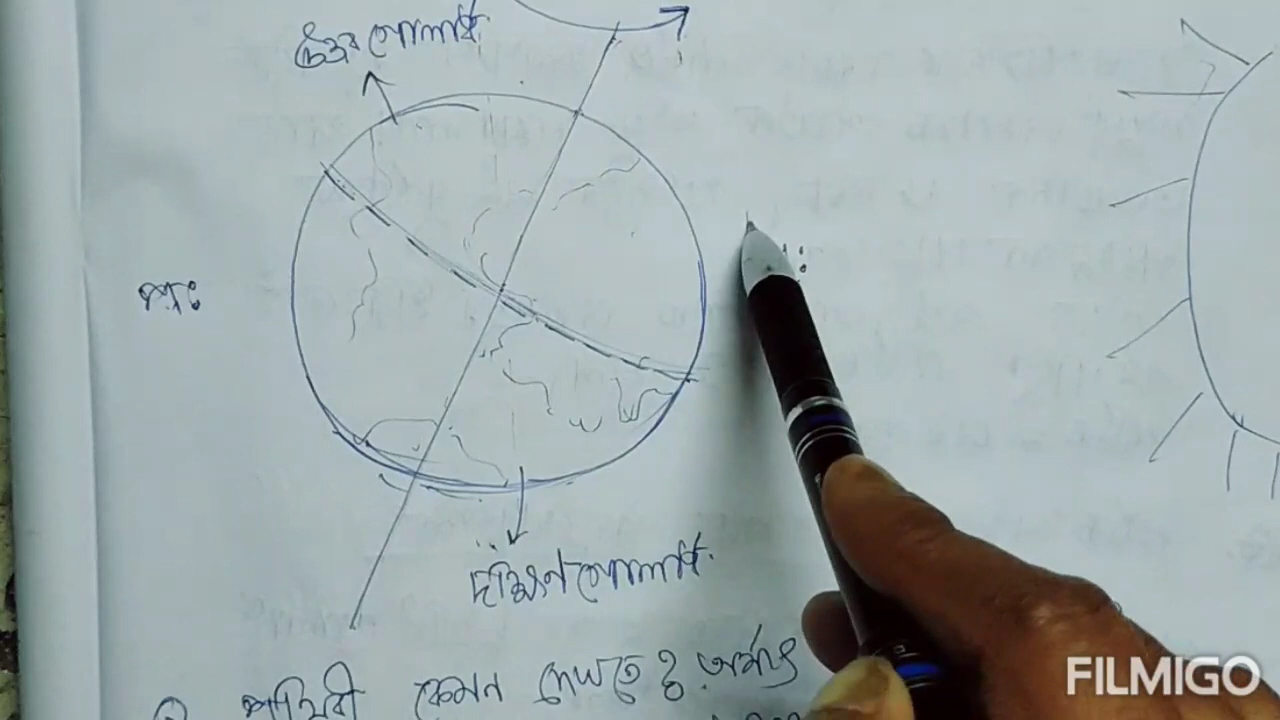 উত্তর গোলার্ধ
পঃ
দক্ষিণ গোলার্ধ
পৃথিবী কেমন দেখতে? অর্থাৎ
FILMIGO